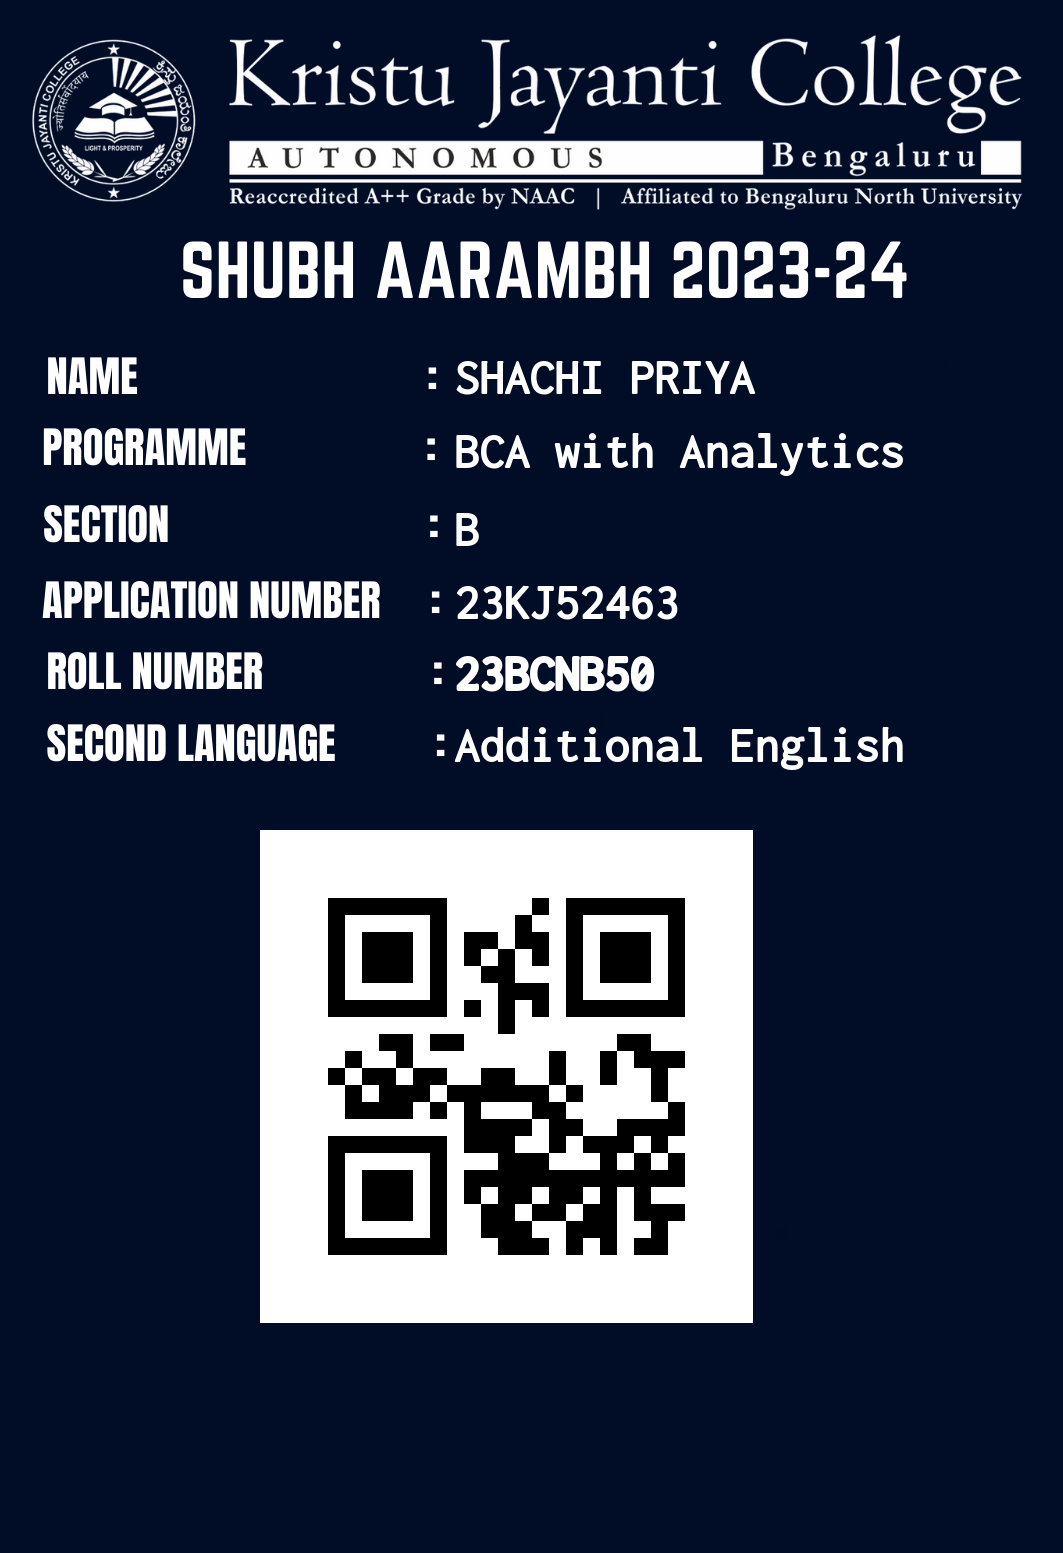 Kristu Jayanti College
AUTONOMOUS Bengaluru
Reaccredited A++ Grade by NAAC | Affiliated to Bengaluru North University
KRISTU JAYANTI COLLEGE
LIGHT & PROSPERITY
SHUBH AARAMBH 2023-24
NAME : SHACHI PRIYA
PROGRAMME : BCA with Analytics
SECTION : B
APPLICATION NUMBER : 23KJ52463
ROLL NUMBER : 23BCNB50
SECOND LANGUAGE : Additional English